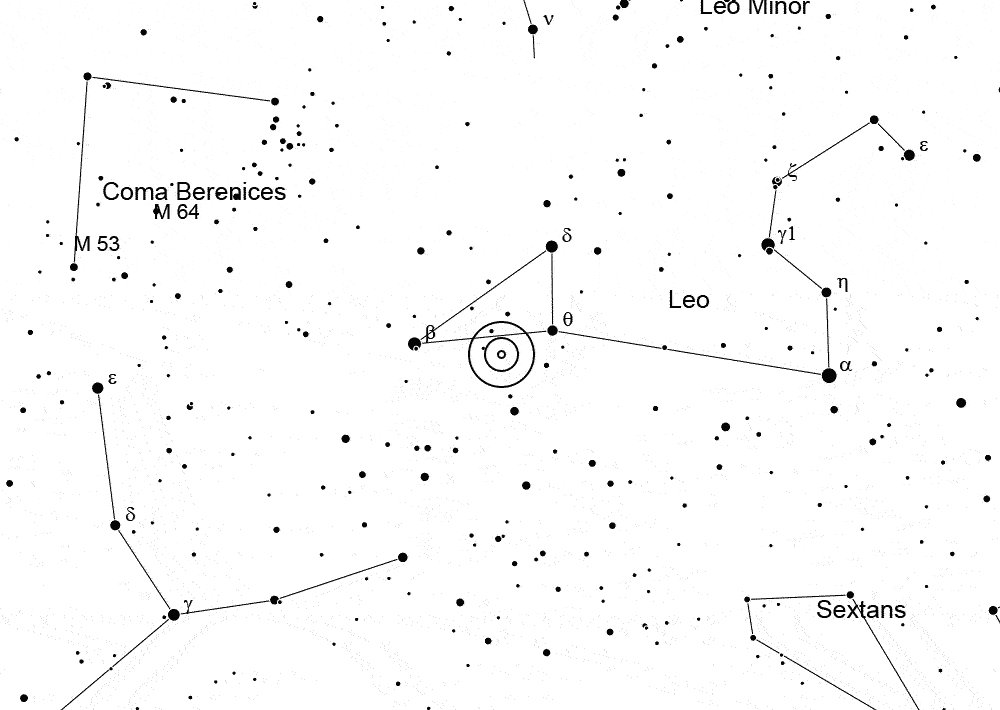 Leo Minor
ν
ε
ζ
Coma Berenices
M 64
M 53
δ
γ1
η
Leo
θ
β
α
ε
δ
γ
Sextans